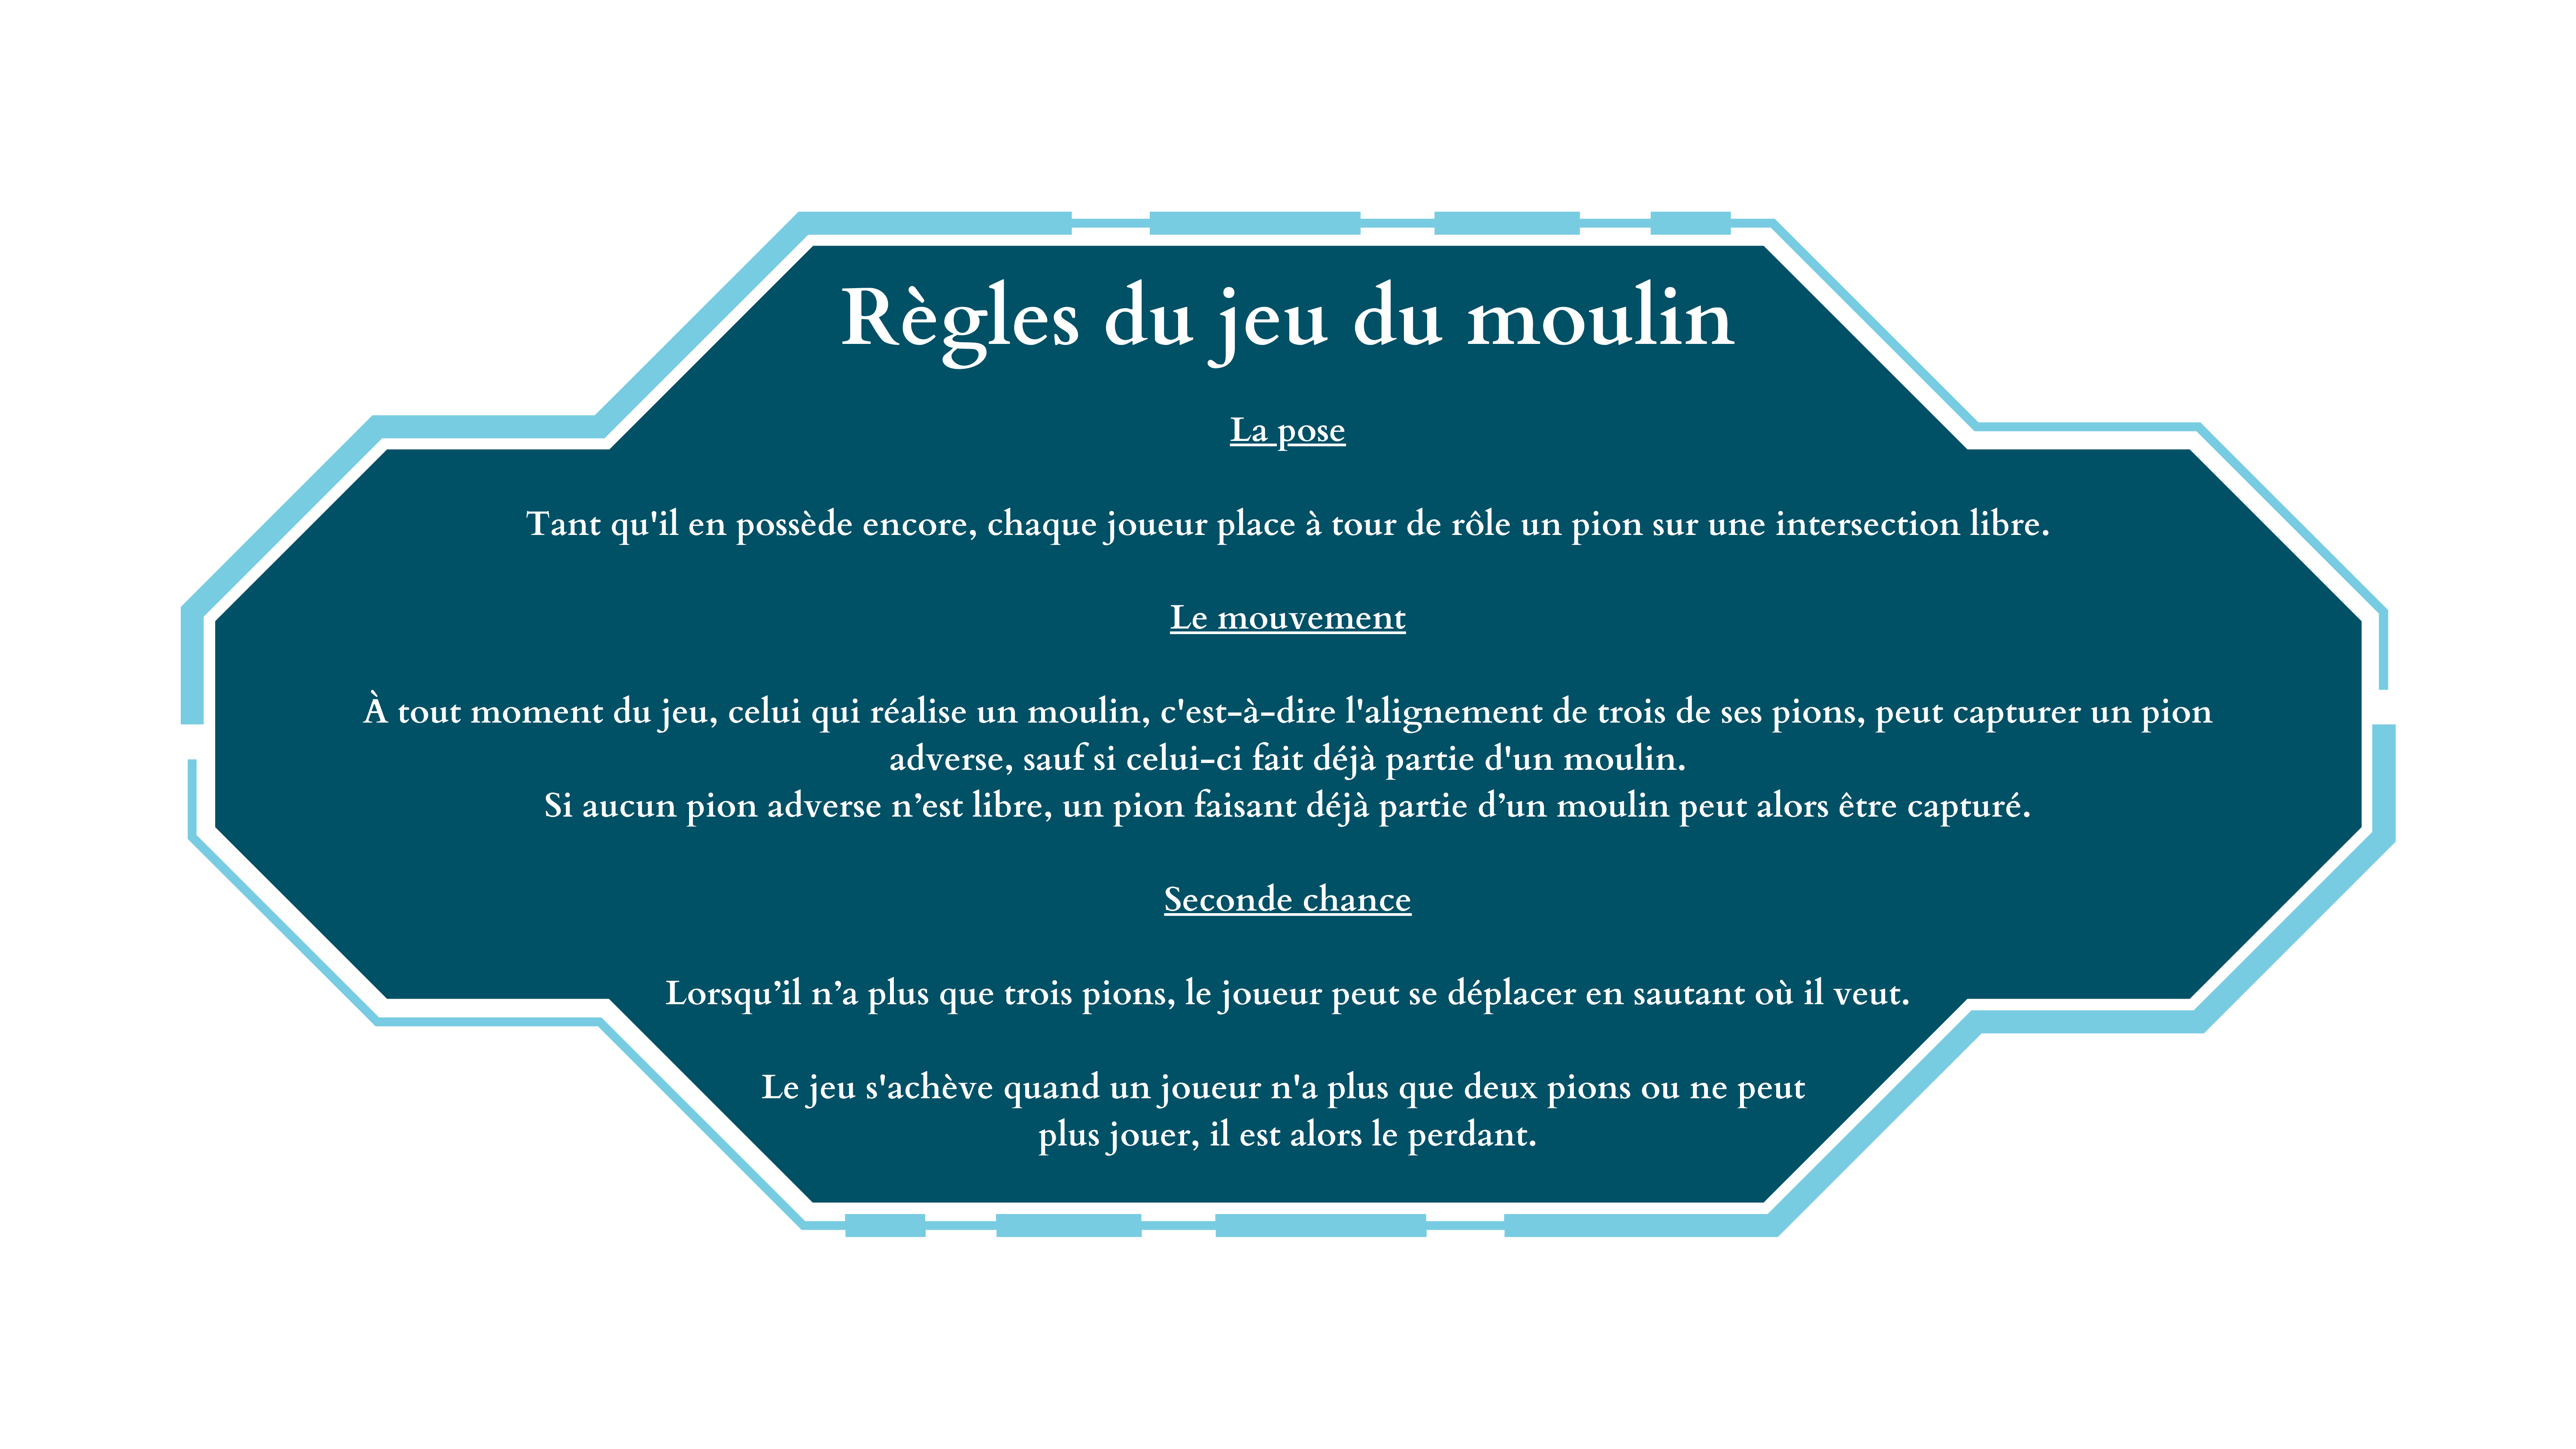 Règles du jeu du moulin
La pose
Tant qu'il en possède encore, chaque joueur place à tour de rôle un pion sur une intersection libre.
Le mouvement
À tout moment du jeu, celui qui réalise un moulin, c'est-à-dire l'alignement de trois de ses pions, peut capturer un pion
adverse, sauf si celui-ci fait déjà partie d'un moulin.
Si aucun pion adverse n’est libre, un pion faisant déjà partie d’un moulin peut alors être capturé.
Seconde chance
Lorsqu’il n’a plus que trois pions, le joueur peut se déplacer en sautant où il veut.
Le jeu s'achève quand un joueur n'a plus que deux pions ou ne peut
plus jouer, il est alors le perdant.